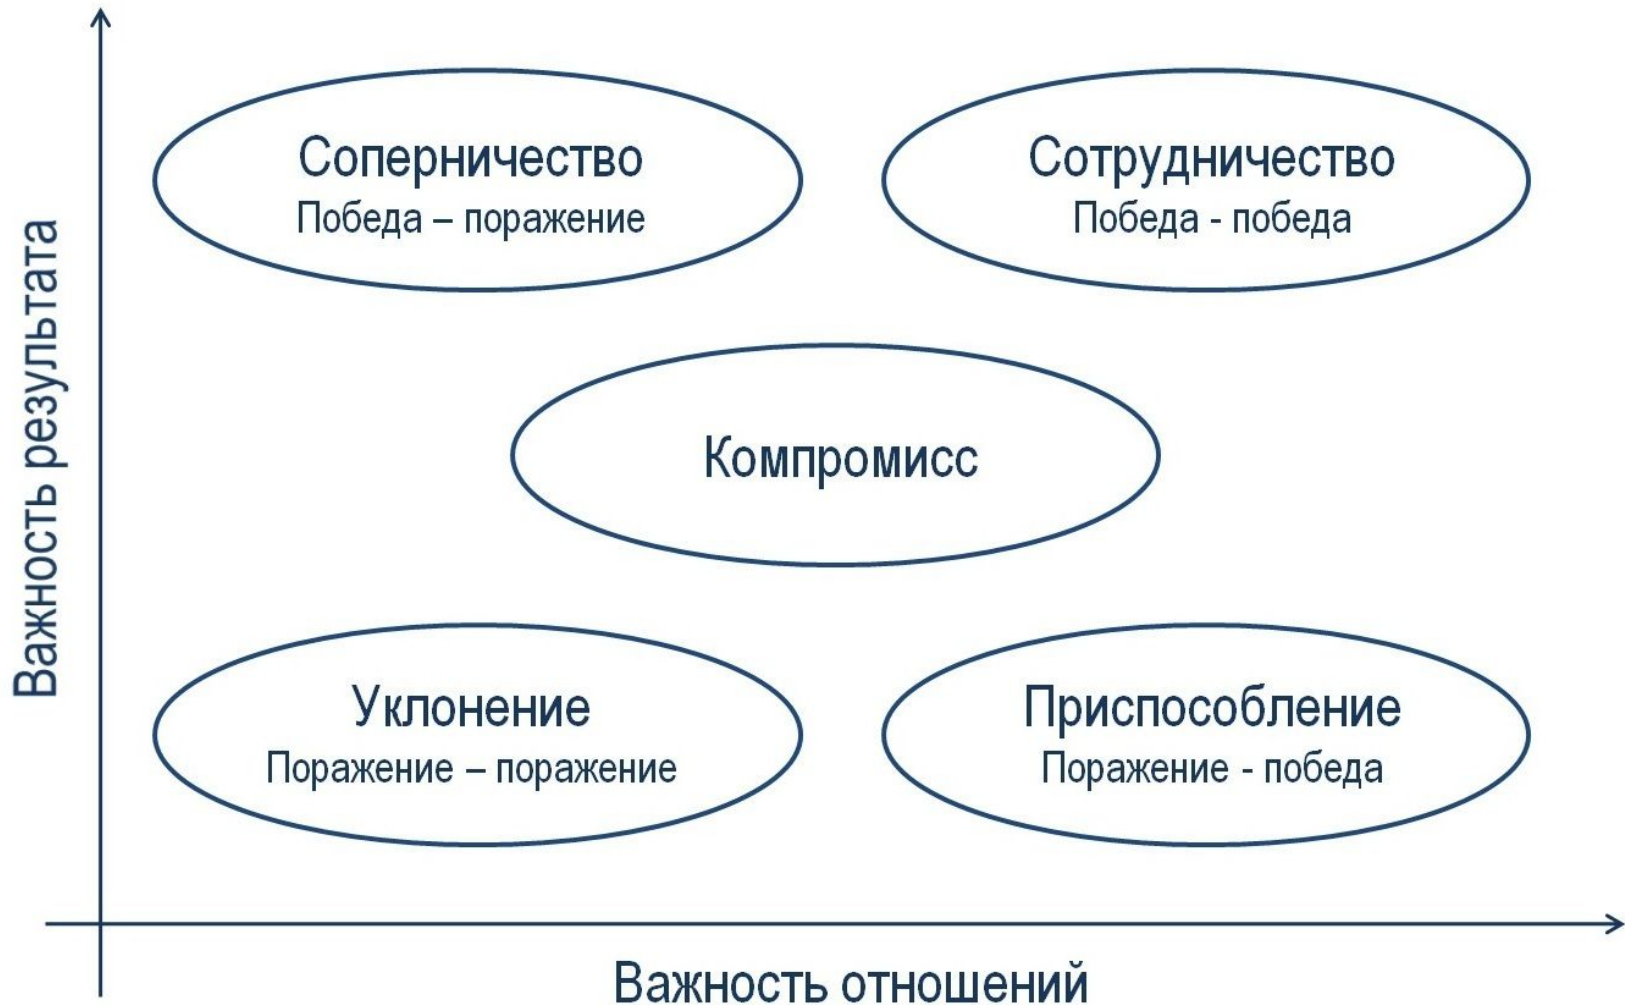 Важность результата
Соперничество
Победа – поражение
Сотрудничество
Победа - победа
Компромисс
Уклонение
Поражение – поражение
Приспособление
Поражение - победа
Важность отношений